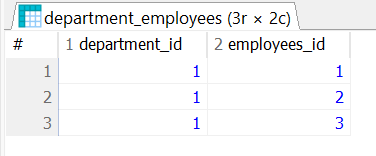 department_employees (3r × 2c)
# 1 department_id 2 employees_id
1 1 1
2 1 2
3 1 3